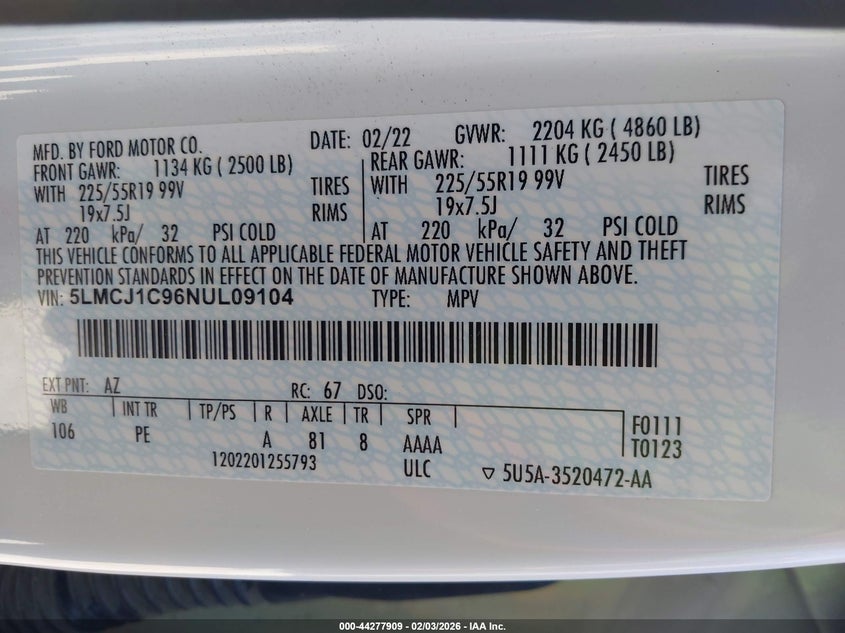 MFD. BY FORD MOTOR CO. DATE: 02/22 GVWR: 2204 KG ( 4860 LB)
FRONT GAWR: 1134 KG ( 2500 LB) REAR GAWR: 1111 KG ( 2450 LB)
WITH 225/55R19 99V TIRES WITH 225/55R19 99V TIRES
19x7.5J RIMS 19x7.5J RIMS
AT 220 kPa/ 32 PSI COLD AT 220 kPa/ 32 PSI COLD
THIS VEHICLE CONFORMS TO ALL APPLICABLE FEDERAL MOTOR VEHICLE SAFETY AND THEFT
PREVENTION STANDARDS IN EFFECT ON THE DATE OF MANUFACTURE SHOWN ABOVE.
VIN: 5LMCJ1C96NUL09104 TYPE: MPV
EXT PNT: AZ RC: 67 DSO:
WB INT TR TP/PS R AXLE TR SPR F0111
106 PE A 81 8 AAAA T0123
1202201255793 ULC ▽ 5U5A-3520472-AA
000-44277909 - 02/03/2026 - IAA Inc.